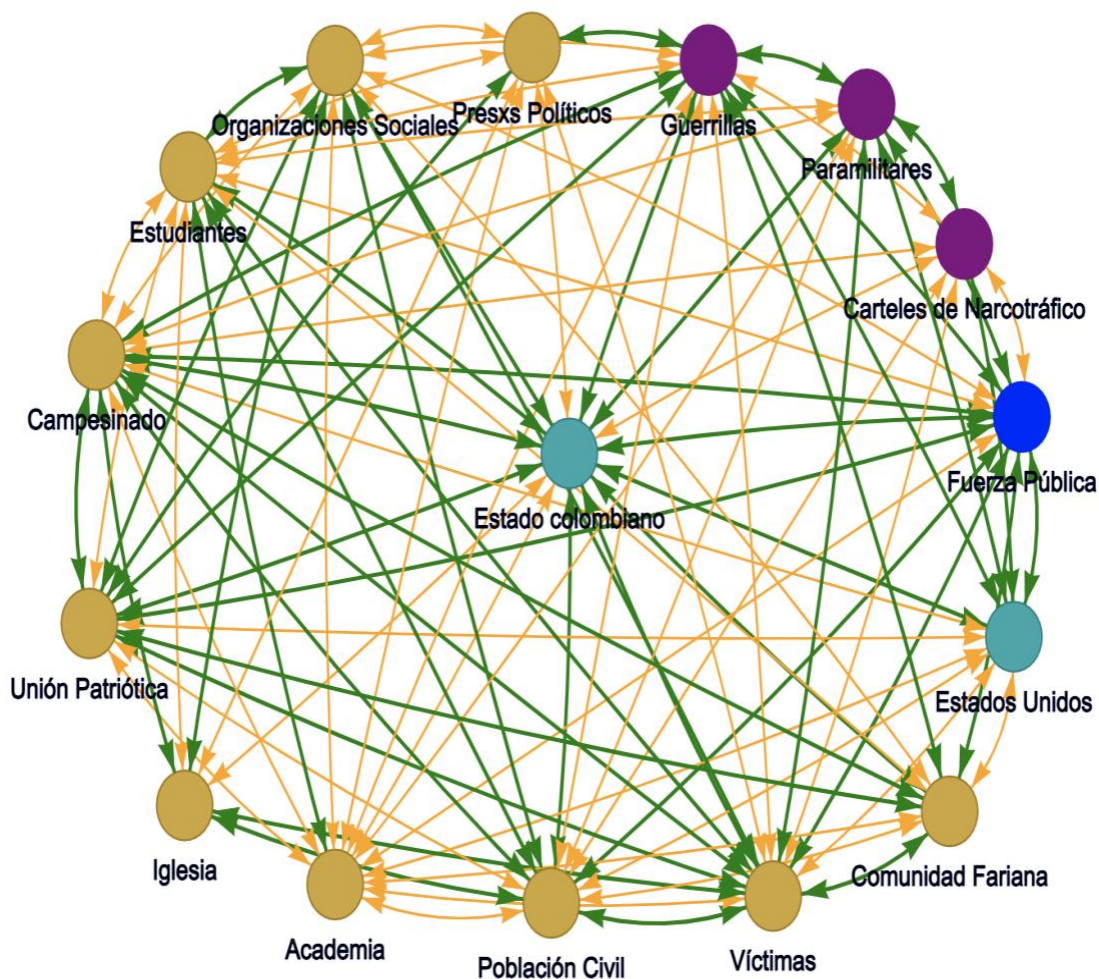 Presxs Políticos
Organizaciones Sociales
Guerrillas
Paramilitares
Estudiantes
Carteles de Narcotráfico
Campesinado
Fuerza Pública
Estado colombiano
Unión Patriótica
Estados Unidos
Iglesia
Comunidad Fariana
Academia
Población Civil
Víctimas